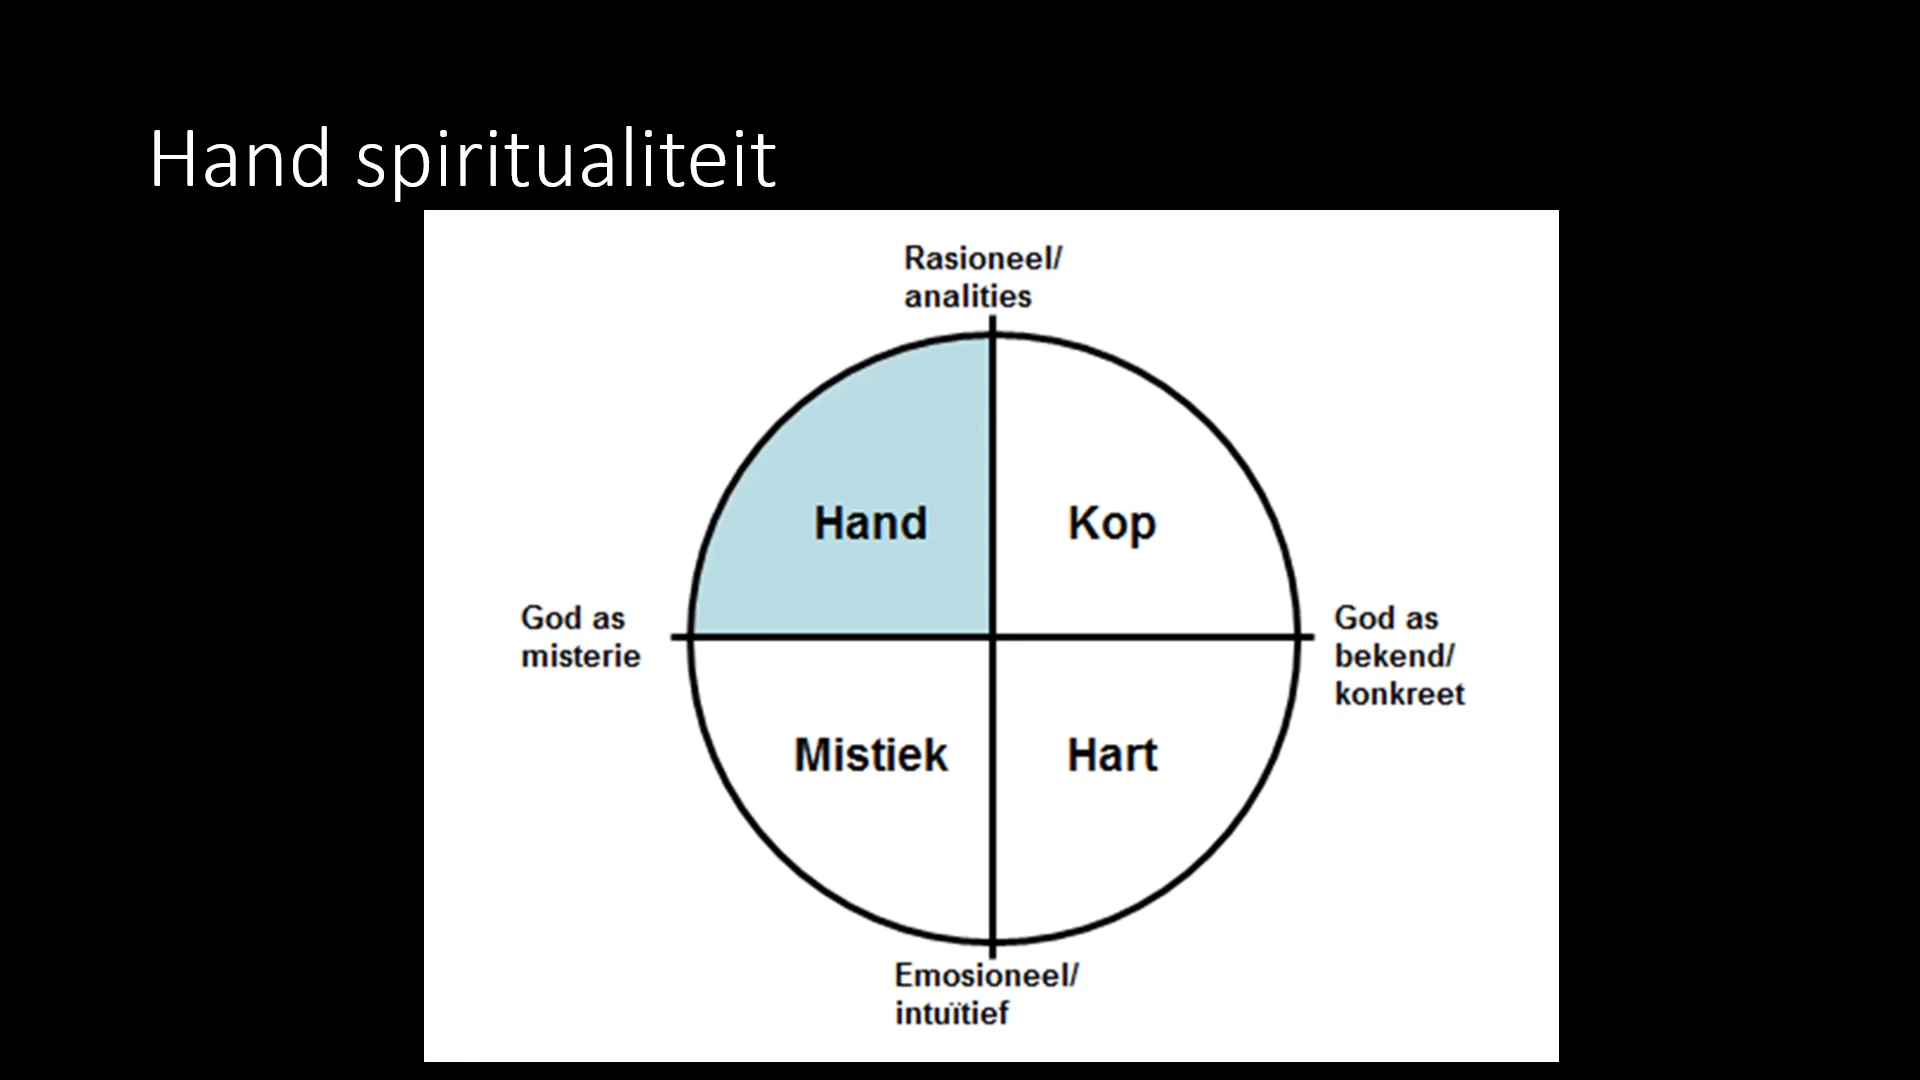 Hand spiritualiteit
Rasioneel/
analities
Hand
Kop
God as
misterie
God as
bekend/
konkreet
Mistiek
Hart
Emosioneel/
intuïtief